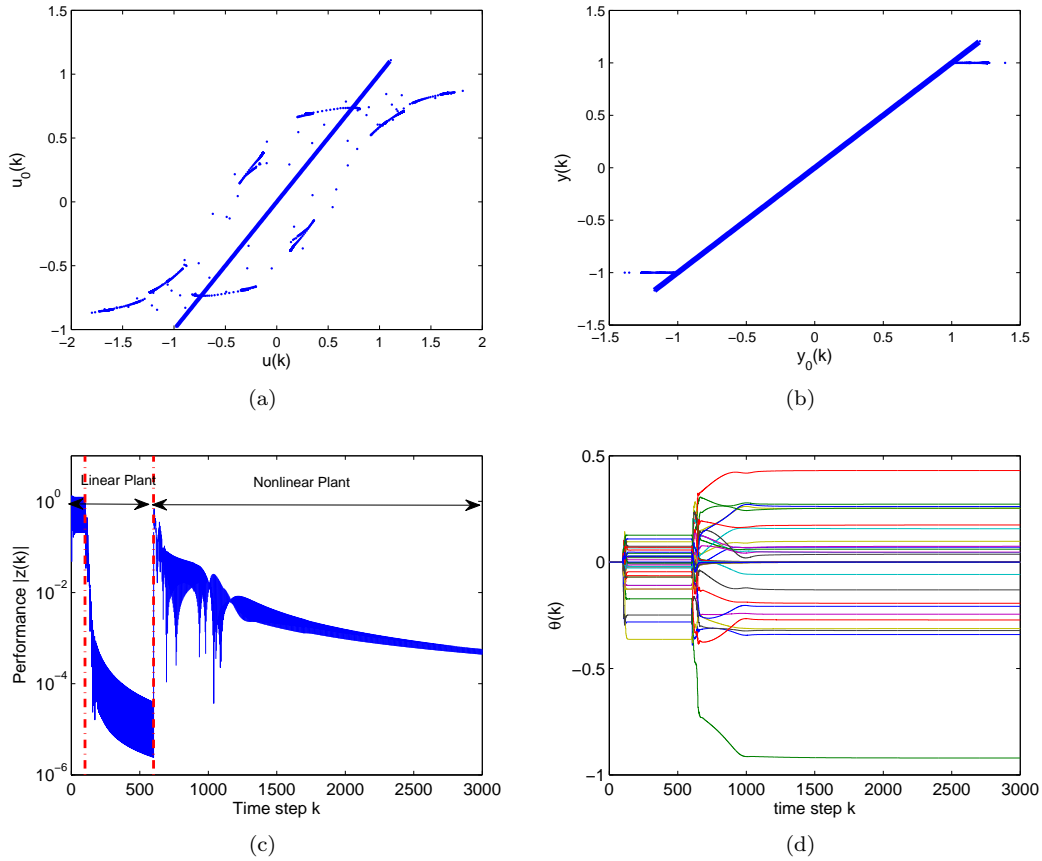 1.5
1
0.5
0
−0.5
−1
−2 −1.5 −1 −0.5 0 0.5 1 1.5 2
u(k)
u0(k)
(a)
1.5
1
0.5
0
−0.5
−1
−1.5
−1.5 −1 −0.5 0 0.5 1 1.5
y0(k)
y(k)
(b)
Linear Plant
Nonlinear Plant
10^0
10^−2
10^−4
10^−6
0 500 1000 1500 2000 2500 3000
Time step k
Performance |z(k)|
(c)
0.5
0
−0.5
−1
0 500 1000 1500 2000 2500 3000
time step k
θ(k)
(d)